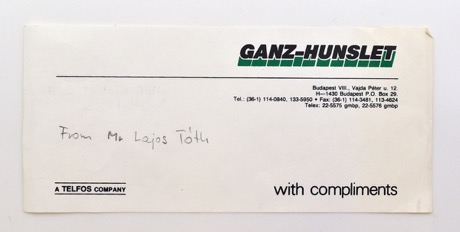 GANZ-HUNSLET
Budapest VIII., Vajda Péter u. 12.
H—1430 Budapest P.O. Box 29.
Tel.: (36-1) 114-0840, 133-5950 • Fax: (36-1) 114-3481, 113-4624
Telex: 22-5575 gmbp, 22-5576 gmbp
From Mr Lajos Tóth
A TELFOS COMPANY
with compliments